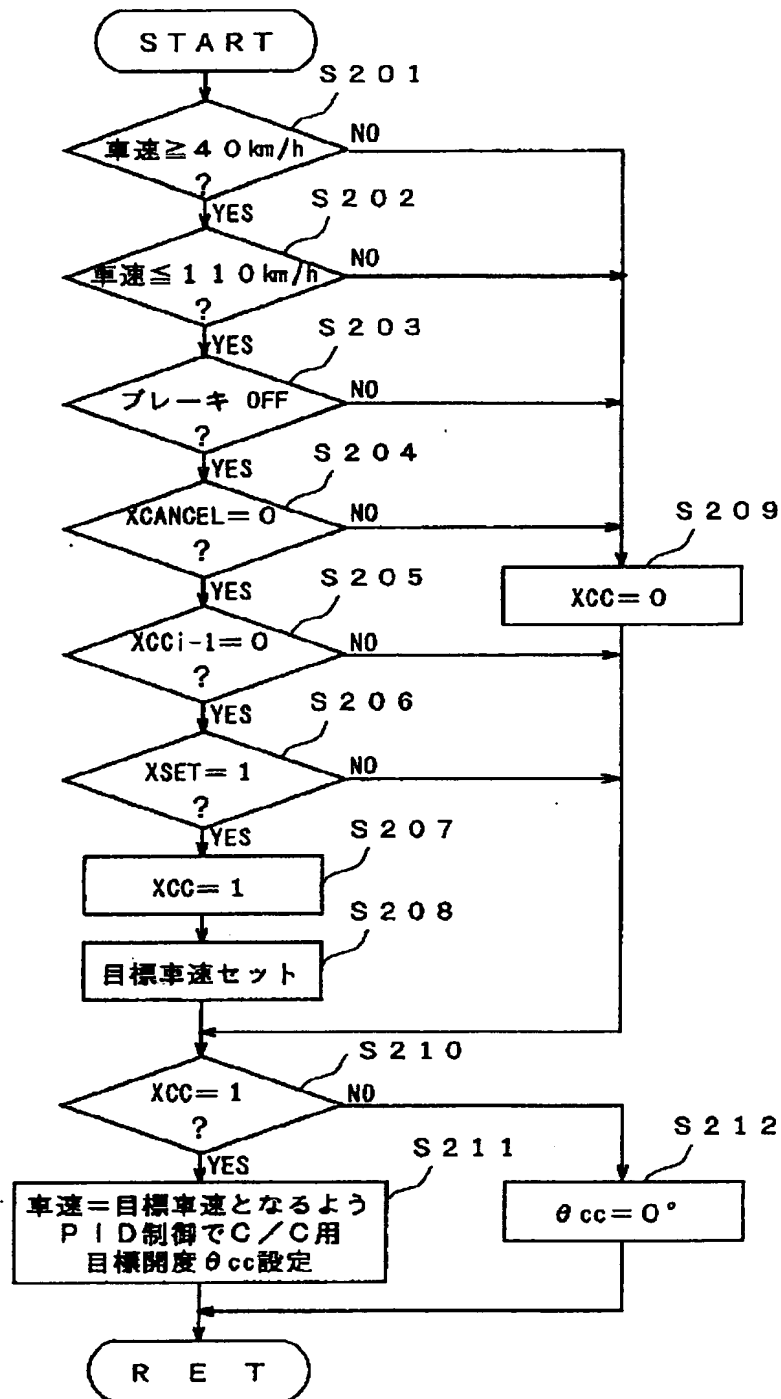 START
S201
車速≧40km/h
?
NO
YES
S202
車速≦110km/h
?
NO
YES
S203
ブレーキ OFF
?
NO
YES
S204
XCANCEL=0
?
NO
YES
S209
XCC=0
S205
XCCi-1=0
?
NO
YES
S206
XSET=1
?
NO
YES
S207
XCC=1
S208
目標車速セット
S210
XCC=1
?
NO
YES
S211
車速=目標車速となるよう
PID制御でC/C用
目標開度θcc設定
S212
θcc=0°
RET